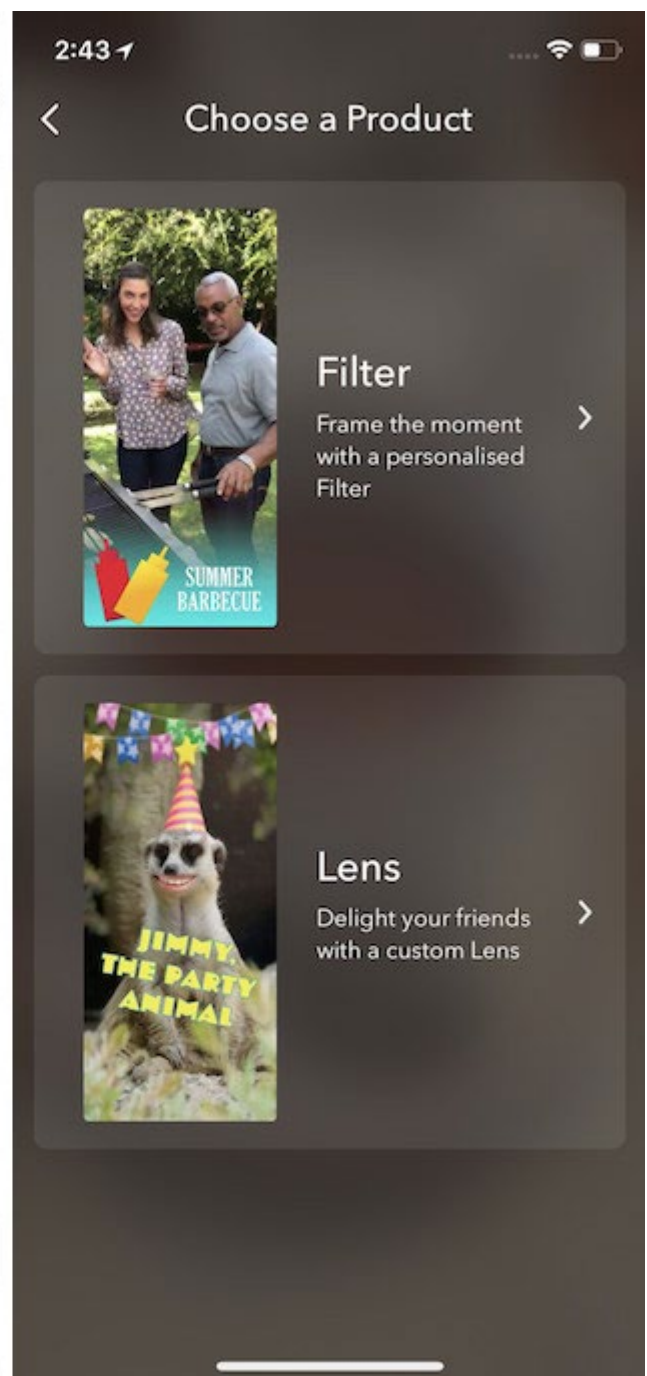 2:43
Choose a Product
Filter
Frame the moment
with a personalised
Filter
SUMMER
BARBECUE
Lens
Delight your friends
with a custom Lens
JIMMY,
THE PARTY
ANIMAL